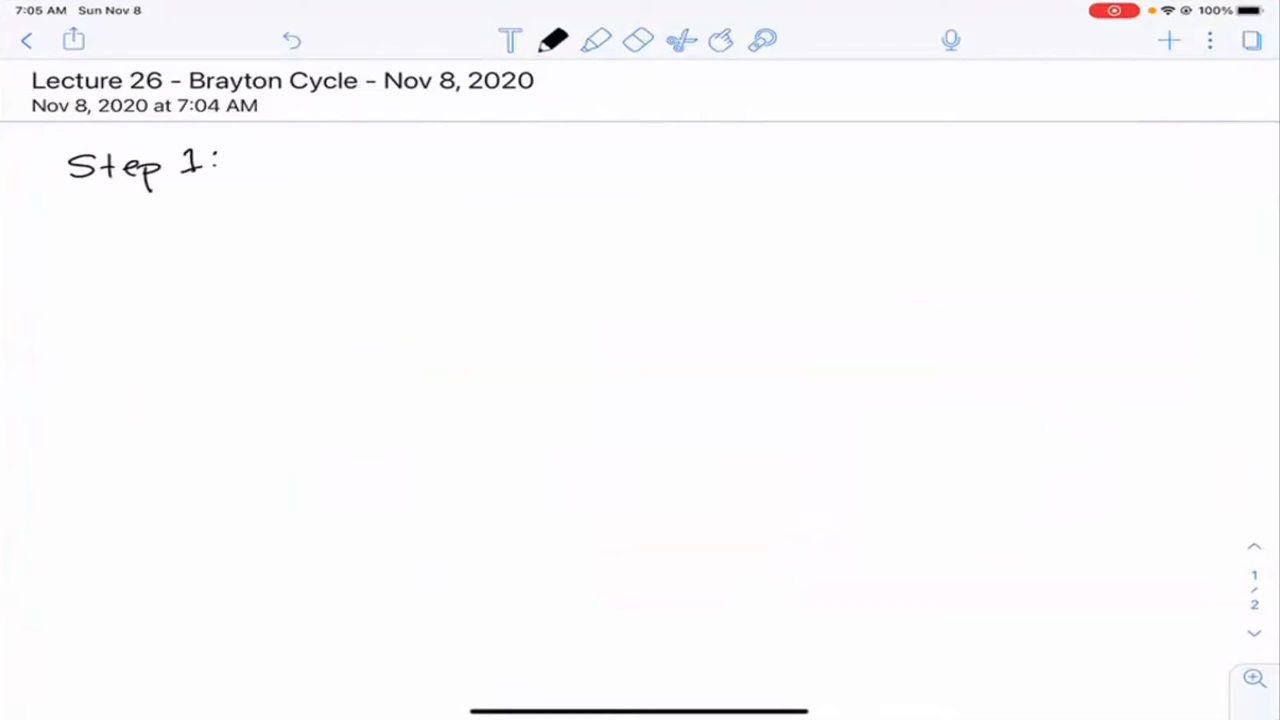 7:05 AM Sun Nov 8 100%
T
Lecture 26 - Brayton Cycle - Nov 8, 2020
Nov 8, 2020 at 7:04 AM
Step 1:
1
/
2